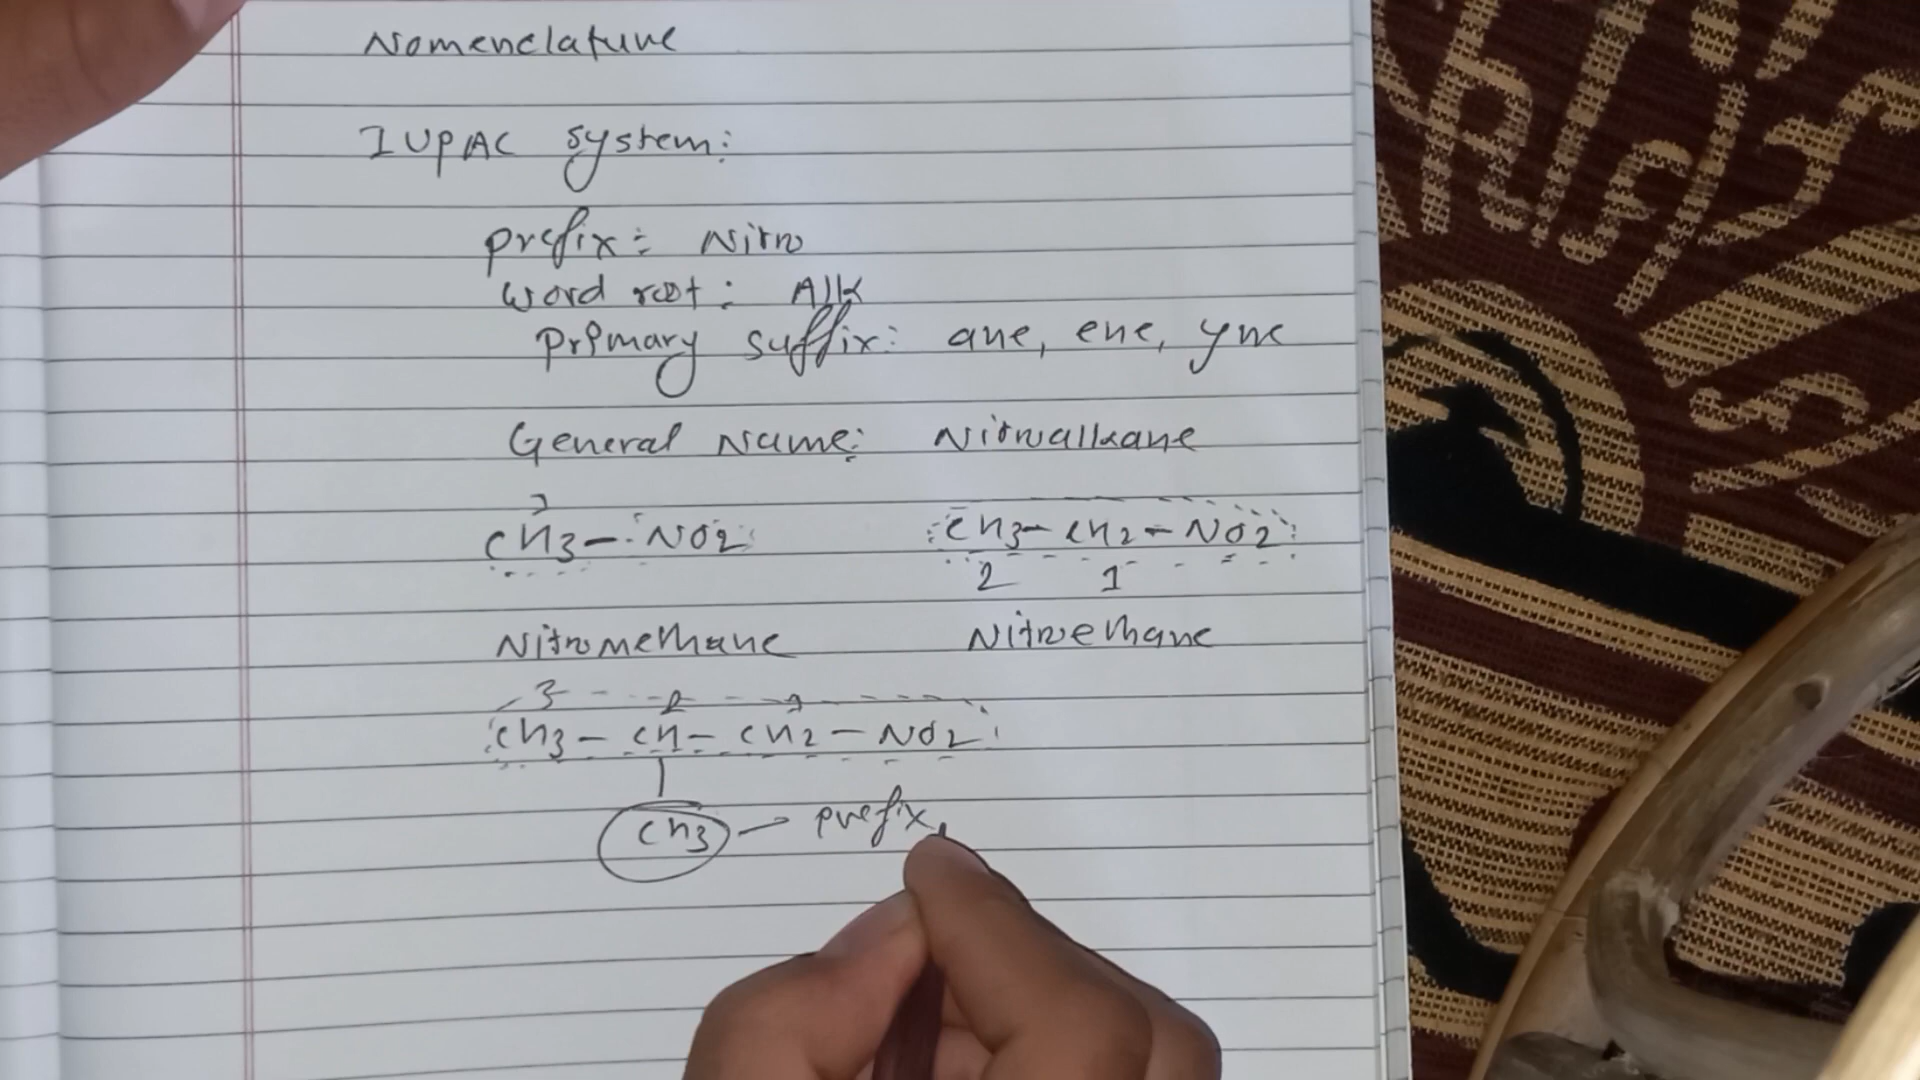 Nomenclature
IUPAC system:
prefix: Nitro
word root: Alk
Primary suffix: ane, ene, yne
General Name: Nitroalkane
CH3-NO2 CH3-CH2-NO2
2 1
Nitromethane Nitroethane
3 2 1
CH3-CH-CH2-NO2
CH3 → prefix